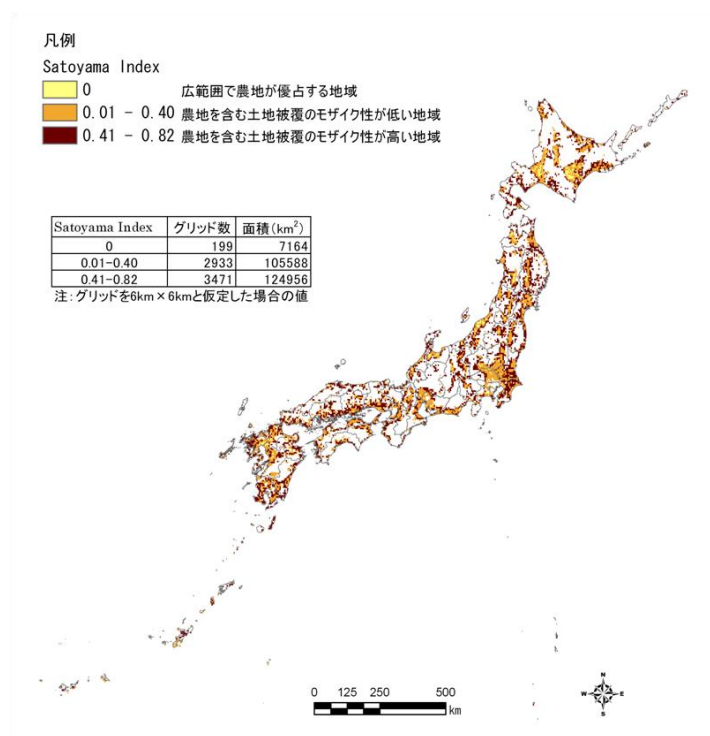 凡例
Satoyama Index
0 広範囲で農地が優占する地域
0.01 - 0.40 農地を含む土地被覆のモザイク性が低い地域
0.41 - 0.82 農地を含む土地被覆のモザイク性が高い地域
Satoyama Index グリッド数 面積(km²)
0 199 7164
0.01-0.40 2933 105588
0.41-0.82 3471 124956
注:グリッドを6km×6kmと仮定した場合の値
0 125 250 500
km
N
W E
S